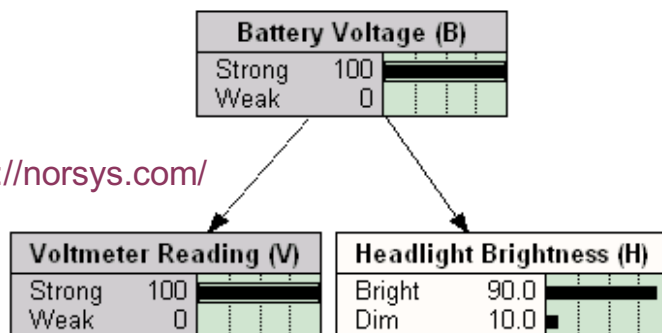 Battery Voltage (B)
Strong 100
Weak 0
://norsys.com/
Voltmeter Reading (V)
Strong 100
Weak 0
Headlight Brightness (H)
Bright 90.0
Dim 10.0